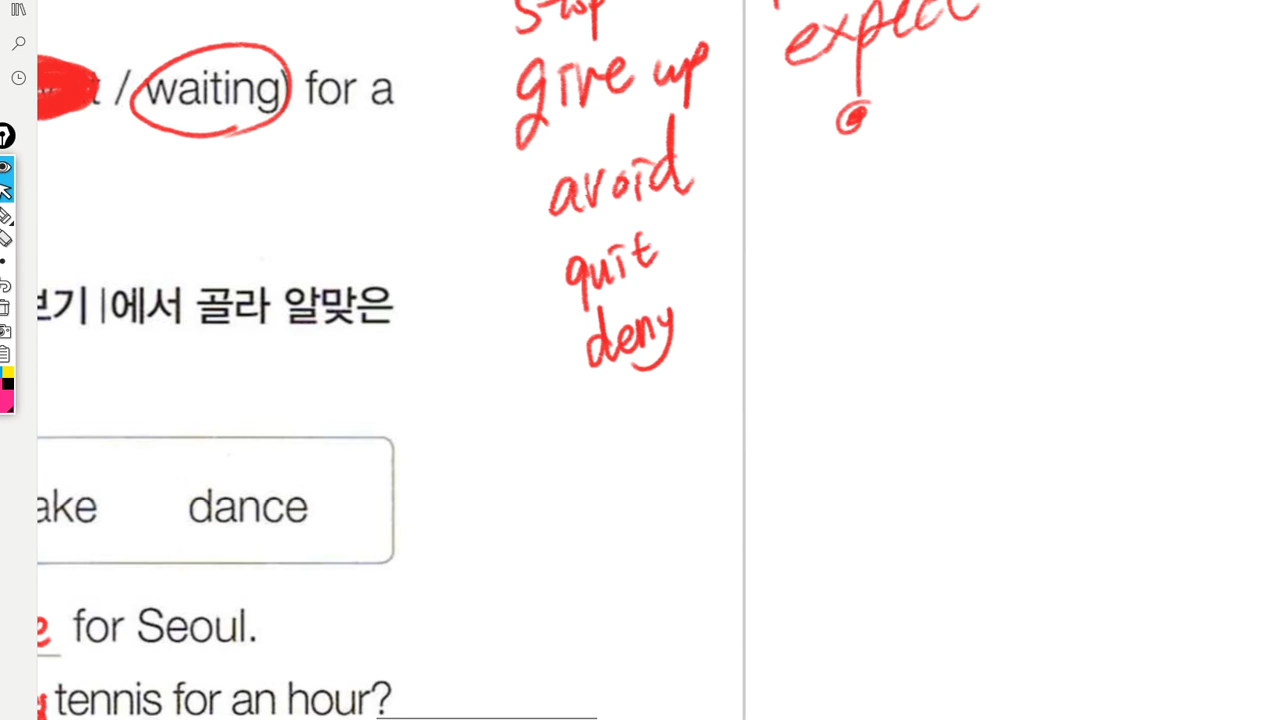 stop
give up
avoid
quit
deny
expect
/ waiting) for a
보기 |에서 골라 알맞은
dance
for Seoul.
tennis for an hour?